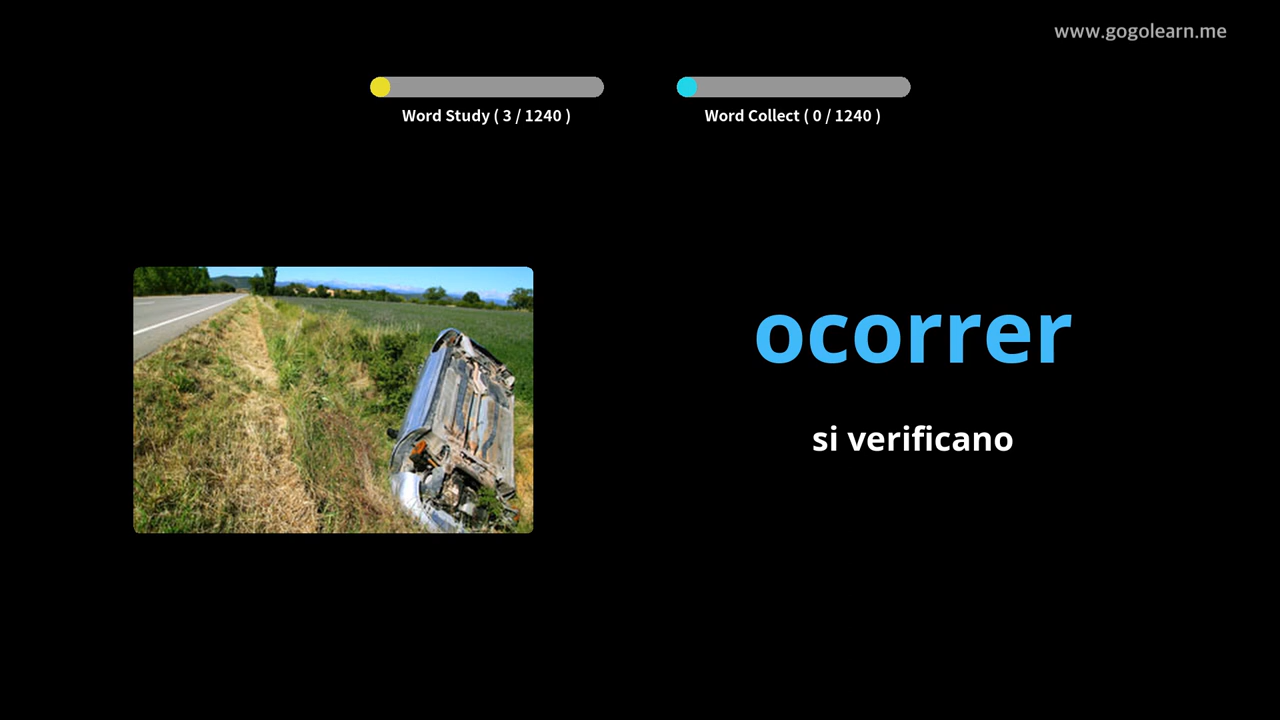 www.gogolearn.me
Word Study ( 3 / 1240 )
Word Collect ( 0 / 1240 )
ocorrer
si verificano